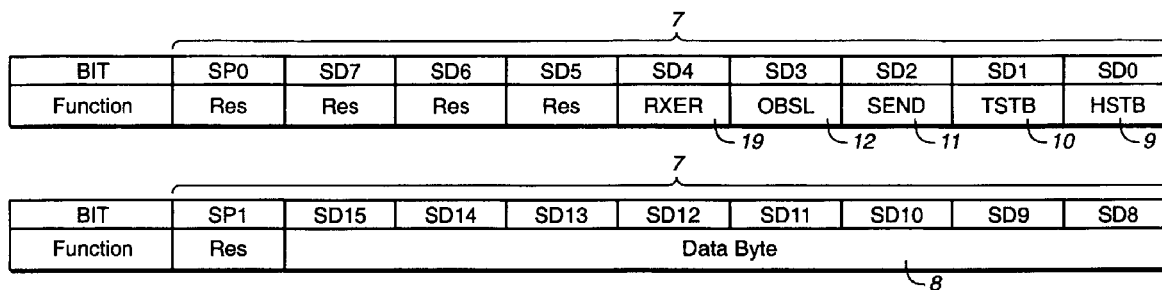 7
BIT SP0 SD7 SD6 SD5 SD4 SD3 SD2 SD1 SD0
Function Res Res Res Res RXER OBSL SEND TSTB HSTB
19 12 11 10 9
7
BIT SP1 SD15 SD14 SD13 SD12 SD11 SD10 SD9 SD8
Function Res Data Byte
8